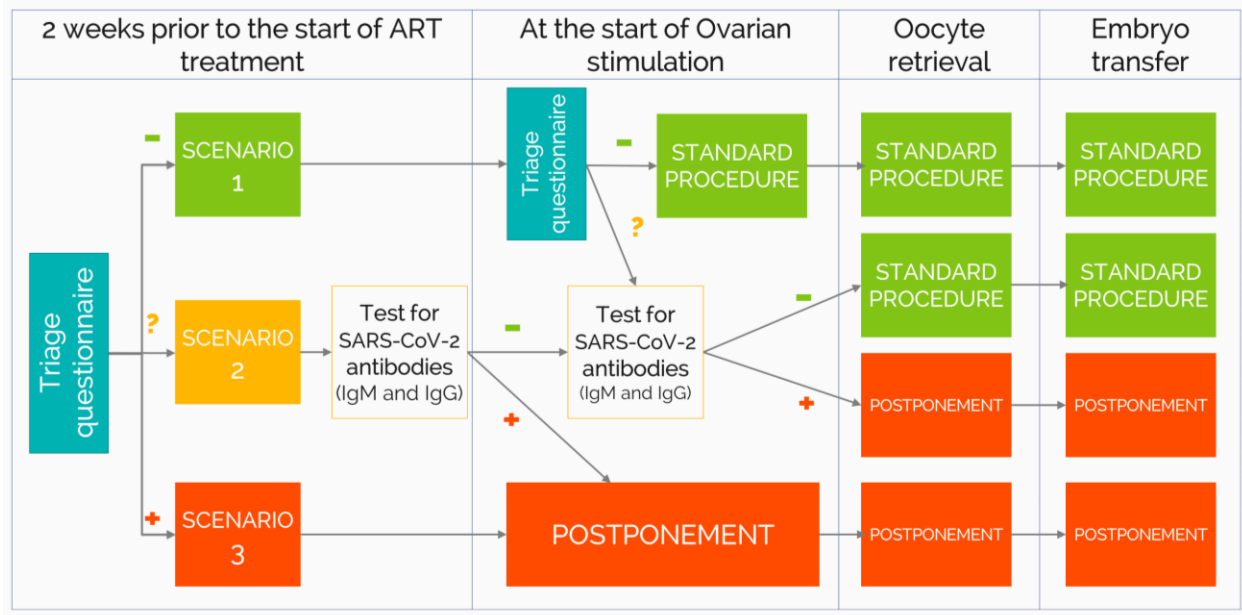 2 weeks prior to the start of ART
treatment
At the start of Ovarian
stimulation
Oocyte
retrieval
Embryo
transfer
Triage
questionnaire
-
SCENARIO
1
Triage
questionnaire
-
STANDARD
PROCEDURE
STANDARD
PROCEDURE
STANDARD
PROCEDURE
?
?
SCENARIO
2
Test for
SARS-CoV-2
antibodies
(IgM and IgG)
-
+
Test for
SARS-CoV-2
antibodies
(IgM and IgG)
-
STANDARD
PROCEDURE
STANDARD
PROCEDURE
+
POSTPONEMENT
POSTPONEMENT
+
SCENARIO
3
POSTPONEMENT
POSTPONEMENT
POSTPONEMENT